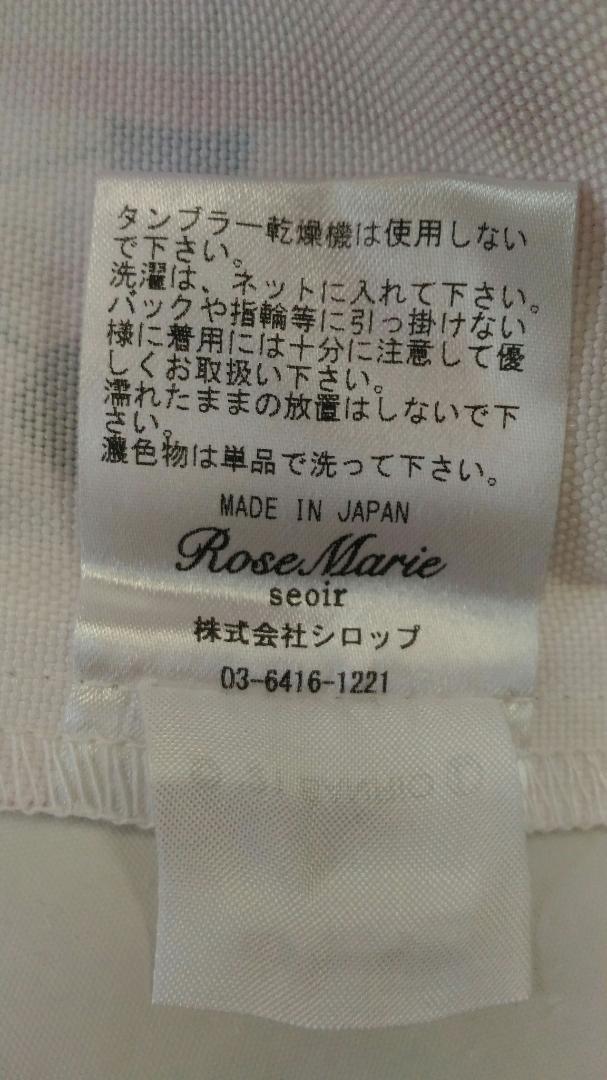 タンブラー乾燥機は使用しない
で下さい。
洗濯は、ネットに入れて下さい。
バックや指輪等に引っ掛けない
様に着用には十分に注意して優
しくお取扱い下さい。
濡れたままの放置はしないで下
さい。
濃色物は単品で洗って下さい。
MADE IN JAPAN
Rose Marie
seoir
株式会社シロップ
03-6416-1221